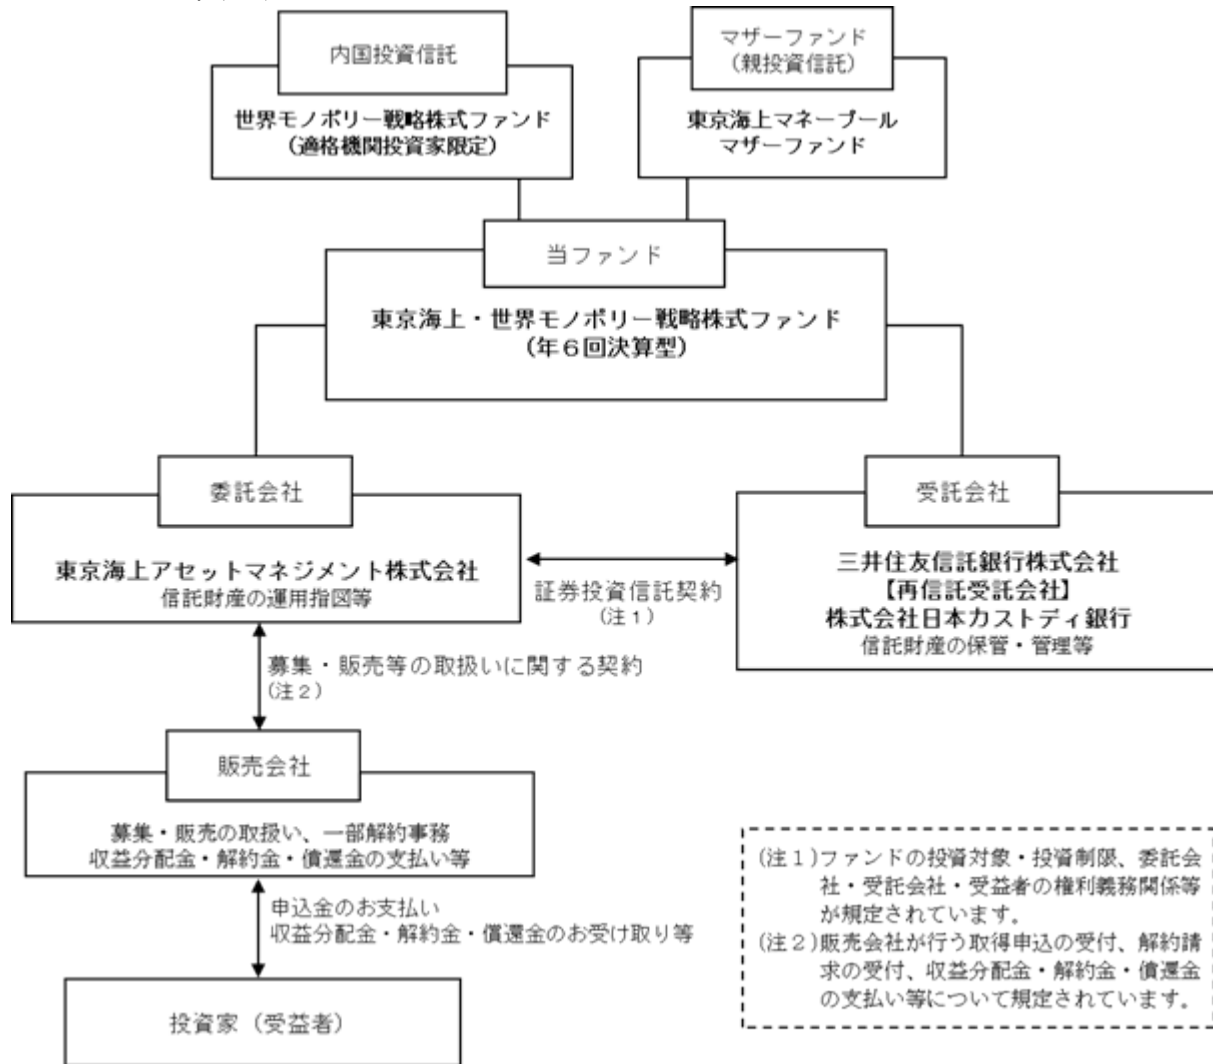 内国投資信託
世界モノポリー戦略株式ファンド
(適格機関投資家限定)
マザーファンド
(親投資信託)
東京海上マネープール
マザーファンド
当ファンド
東京海上・世界モノポリー戦略株式ファンド
(年６回決算型)
委託会社
東京海上アセットマネジメント株式会社
信託財産の運用指図等
証券投資信託契約
(注１)
受託会社
三井住友信託銀行株式会社
【再信託受託会社】
株式会社日本カストディ銀行
信託財産の保管・管理等
募集・販売等の取扱いに関する契約
(注２)
販売会社
募集・販売の取扱い、一部解約事務
収益分配金・解約金・償還金の支払い等
申込金のお支払い
収益分配金・解約金・償還金のお受け取り等
投資家（受益者）
(注１)ファンドの投資対象・投資制限、委託会
社・受託会社・受益者の権利義務関係等
が規定されています。
(注２)販売会社が行う取得申込の受付、解約請
求の受付、収益分配金・解約金・償還金
の支払い等について規定されています。